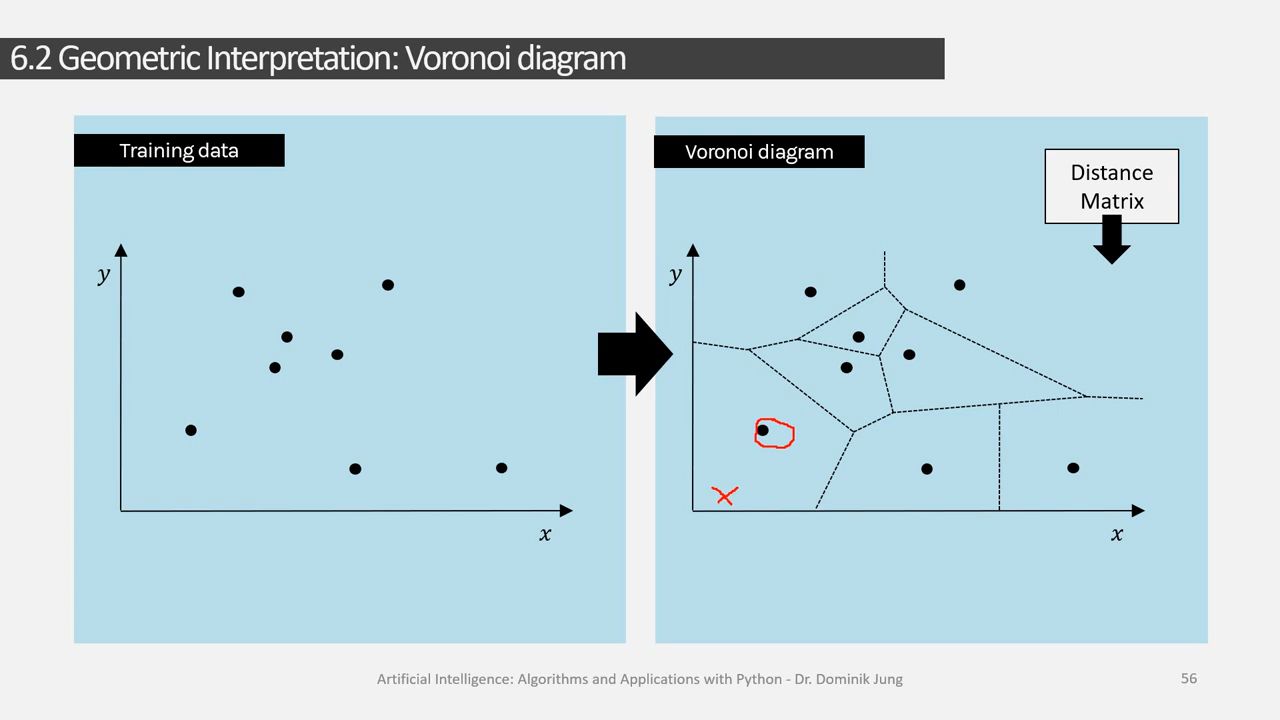 6.2 Geometric Interpretation: Voronoi diagram
Training data
y
x
Voronoi diagram
Distance
Matrix
y
x
Artificial Intelligence: Algorithms and Applications with Python - Dr. Dominik Jung
56